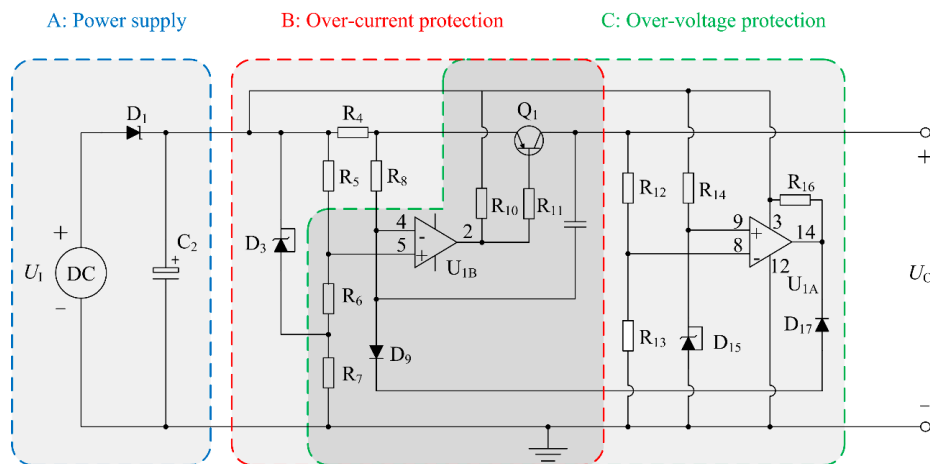 A: Power supply
B: Over-current protection
C: Over-voltage protection
D1
R4
Q1
R5
R8
R12
R14
R16
R10
R11
4
-
5
+
2
U1B
9
+
8
-
3
14
12
U1A
+
UI
DC
−
C2
+
D3
R6
R7
D9
R13
D15
D17
+
UO
−